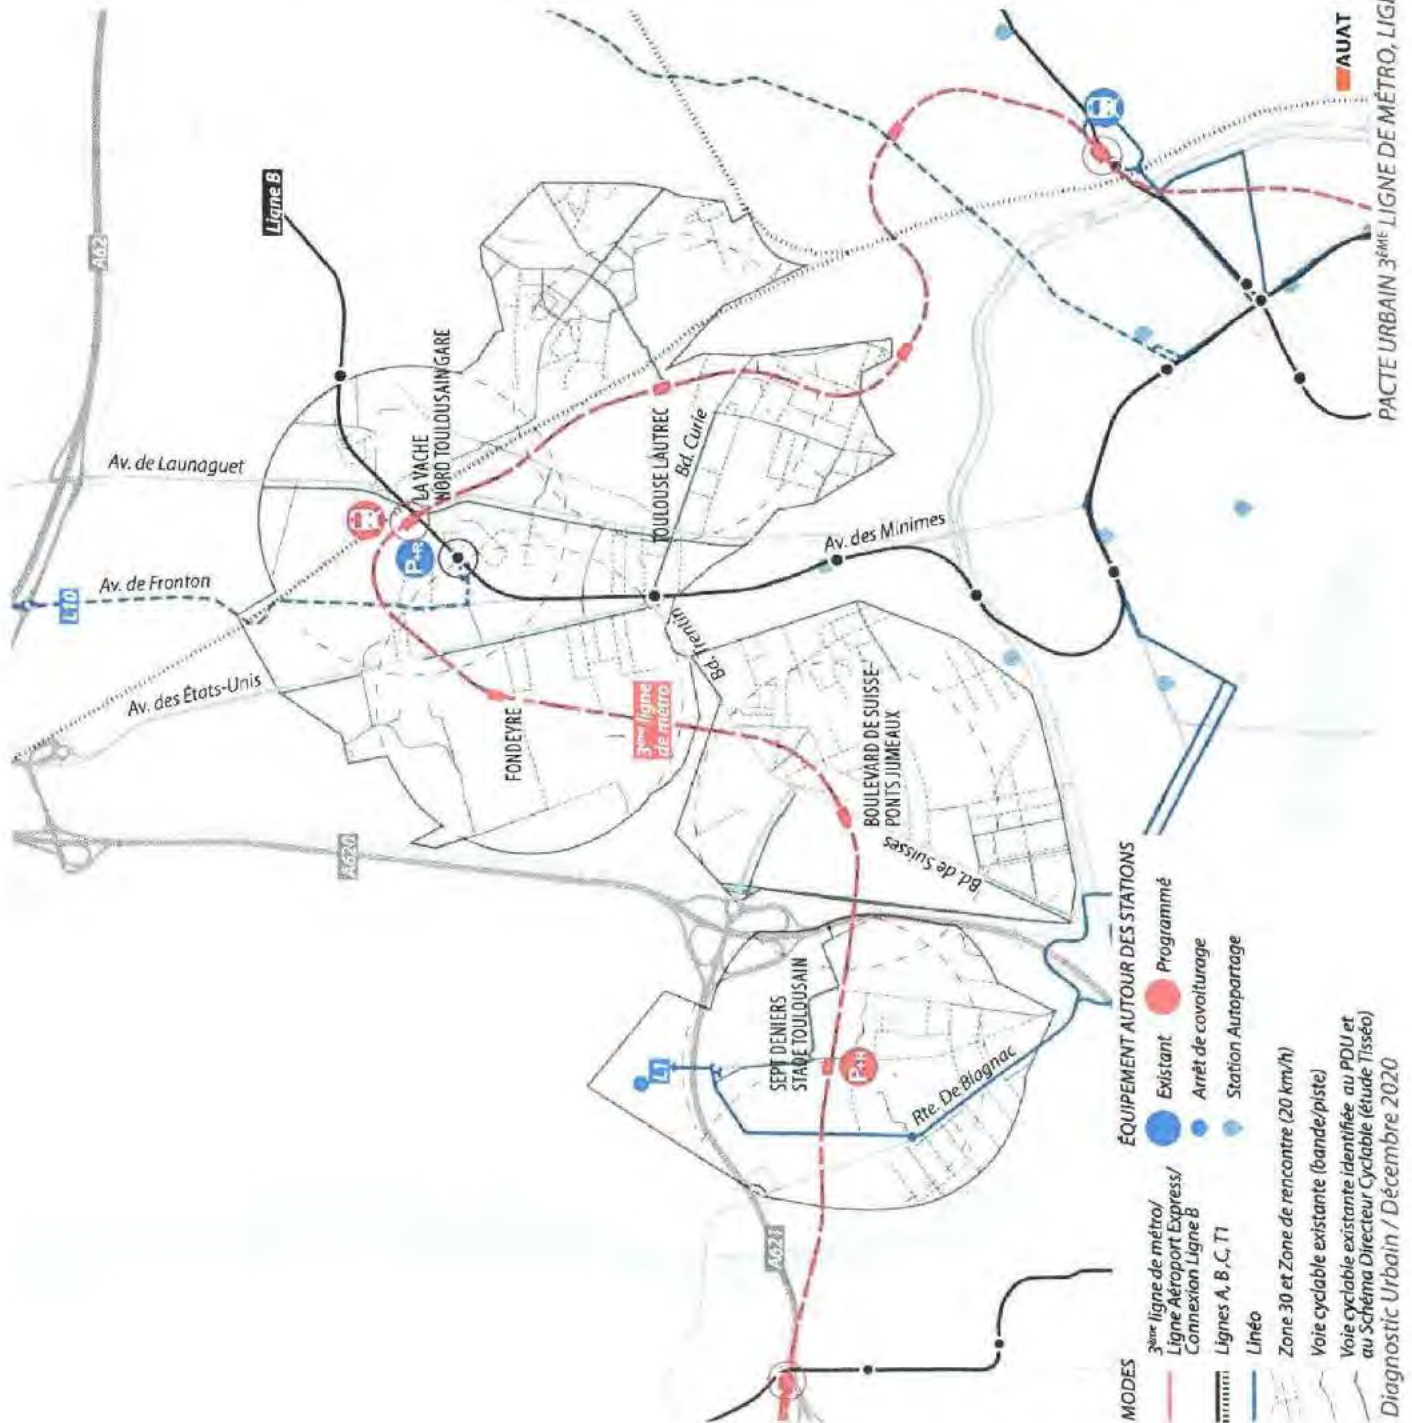 A62
Ligne B
Av. de Launaguet
LA VACHE
NORD TOULOUSAIN GARE
L10
Av. de Fronton
P+R
TOULOUSE LAUTREC
Bd. Curie
Av. des Minimes
Av. des États-Unis
Bd. Trentin
FONDEYRE
3ème ligne
de métro
A620
BOULEVARD DE SUISSE-
PONTS JUMEAUX
Bd. de Suisses
SEPT DENIERS
STADE TOULOUSAIN
L1
P+R
Rte. De Blagnac
A621
MODES
3ème ligne de métro/
Ligne Aéroport Express/
Connexion Ligne B
Lignes A, B, C, T1
Linéo
Zone 30 et Zone de rencontre (20 km/h)
Voie cyclable existante (bande/piste)
Voie cyclable existante identifiée au PDU et
au Schéma Directeur Cyclable (étude Tisséo)
ÉQUIPEMENT AUTOUR DES STATIONS
Existant
Programmé
Arrêt de covoiturage
Station Autopartage
AUAT
Diagnostic Urbain / Décembre 2020
PACTE URBAIN 3ÈME LIGNE DE MÉTRO,